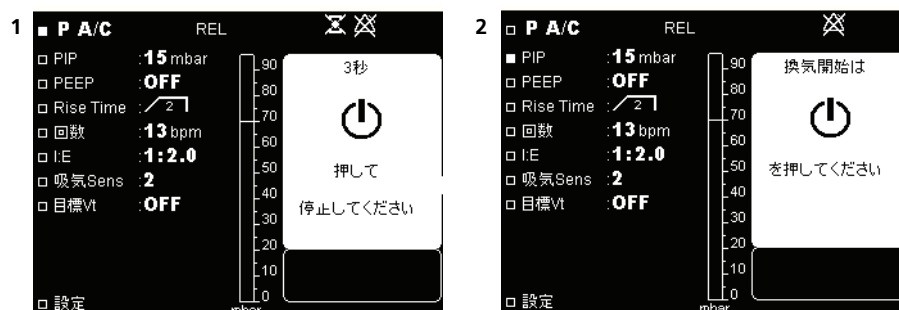 1
P A/C REL
PIP :15 mbar
PEEP :OFF
Rise Time : 2
回数 :13 bpm
I:E :1:2.0
吸気Sens :2
目標Vt :OFF
設定
90
80
70
60
50
40
30
20
10
0
mbar
3秒
押して
停止してください
2
P A/C REL
PIP :15 mbar
PEEP :OFF
Rise Time : 2
回数 :13 bpm
I:E :1:2.0
吸気Sens :2
目標Vt :OFF
設定
90
80
70
60
50
40
30
20
10
0
mbar
換気開始は
を押してください